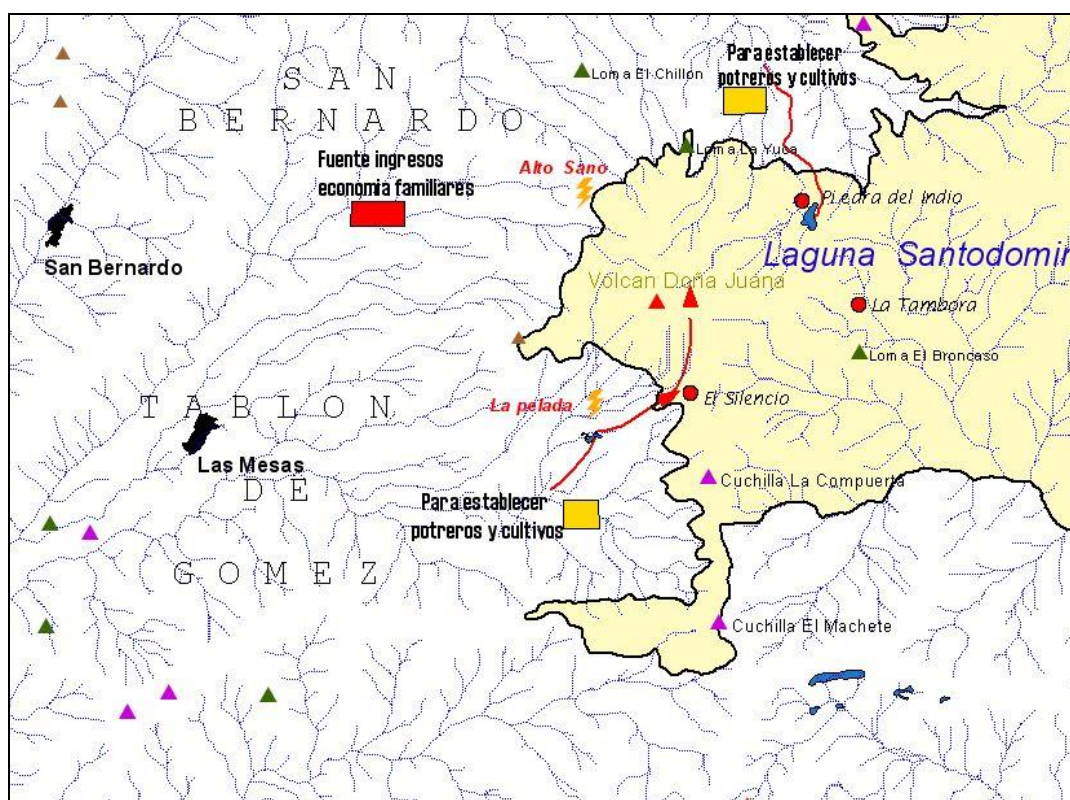 S A N
B E R N A R D O
Para establecer
potreros y cultivos
Loma El Chillon
Loma La Yuca
Fuente ingresos
economia familiares
Alto Sano
Piedra del Indio
San Bernardo
Laguna Santodomin
Volcan Doña Juana
La Tambora
Loma El Broncaso
El Silencio
La pelada
T A B L O N
Las Mesas
D E
Cuchilla La Compuerta
Para establecer
potreros y cultivos
G O M E Z
Cuchilla El Machete